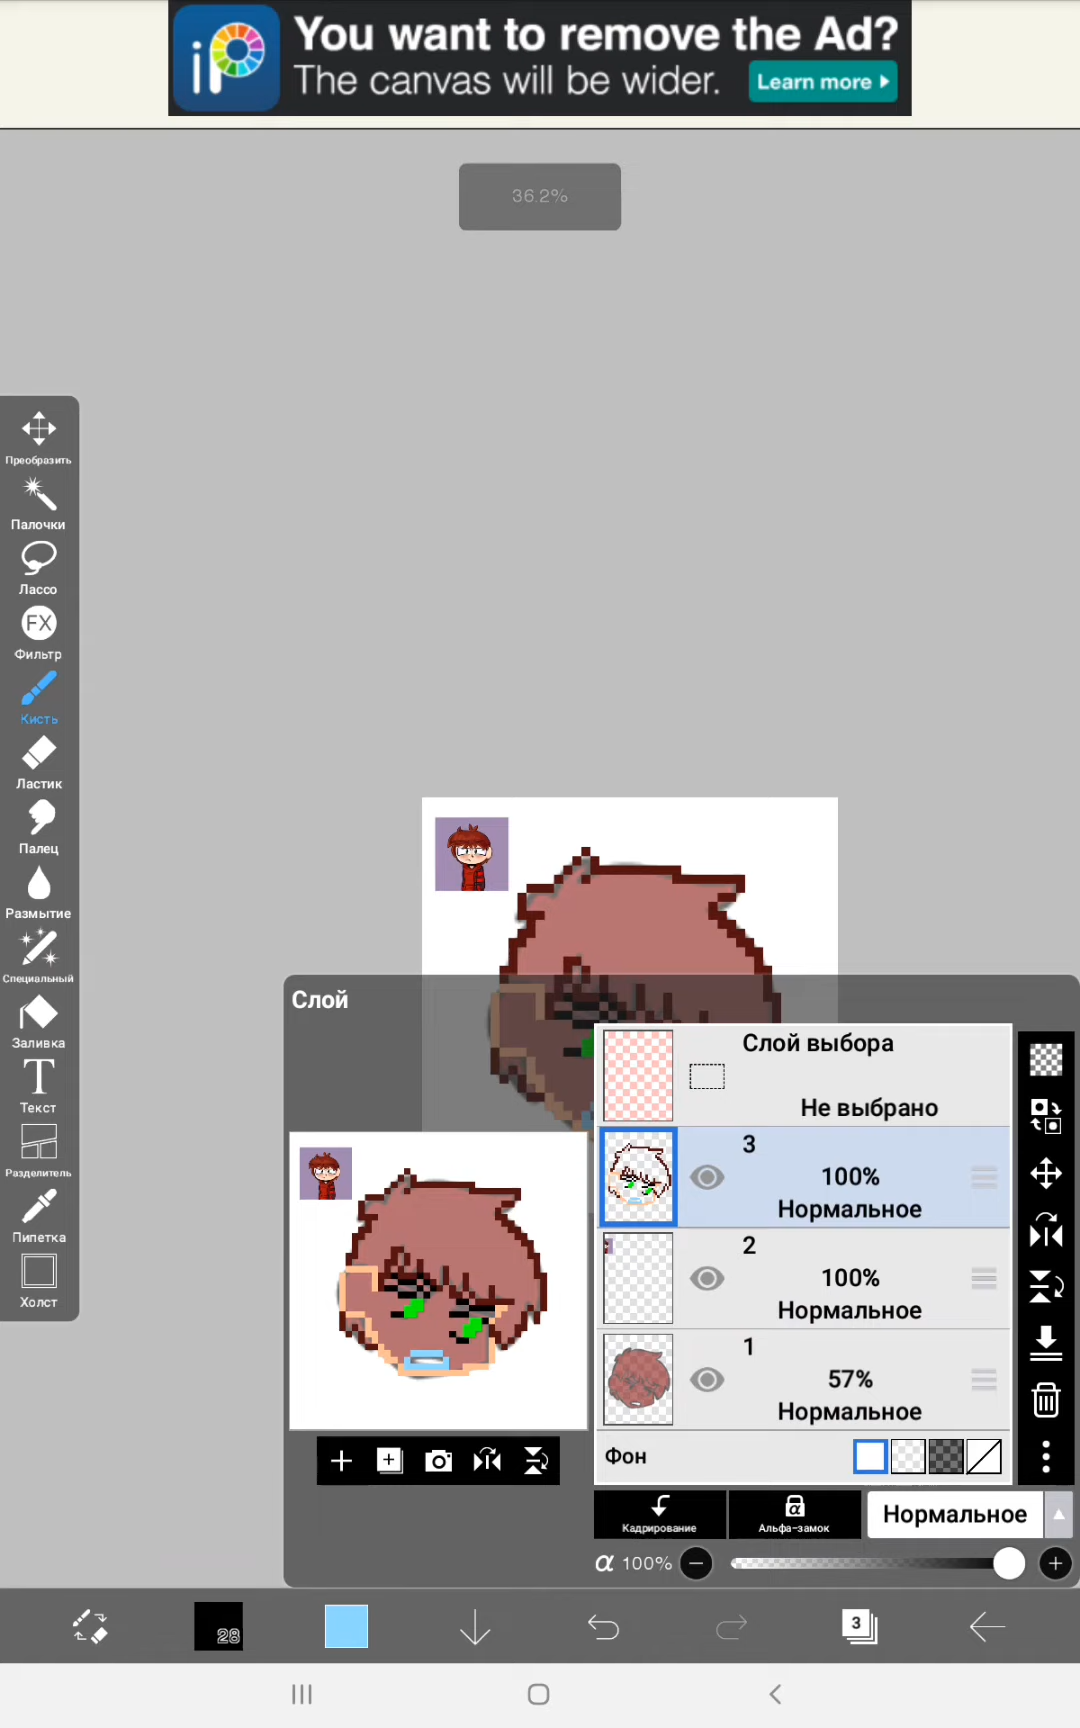 iP
You want to remove the Ad?
The canvas will be wider.
Learn more
36.2%
Преобразить
Палочки
Лассо
FX
Фильтр
Кисть
Ластик
Палец
Размытие
Специальный
Заливка
T
Текст
Разделитель
Пипетка
Холст
Слой
Слой выбора
Не выбрано
3
100%
Нормальное
2
100%
Нормальное
1
57%
Нормальное
Фон
Кадрирование
α
Альфа-замок
Нормальное
α 100%
28
3